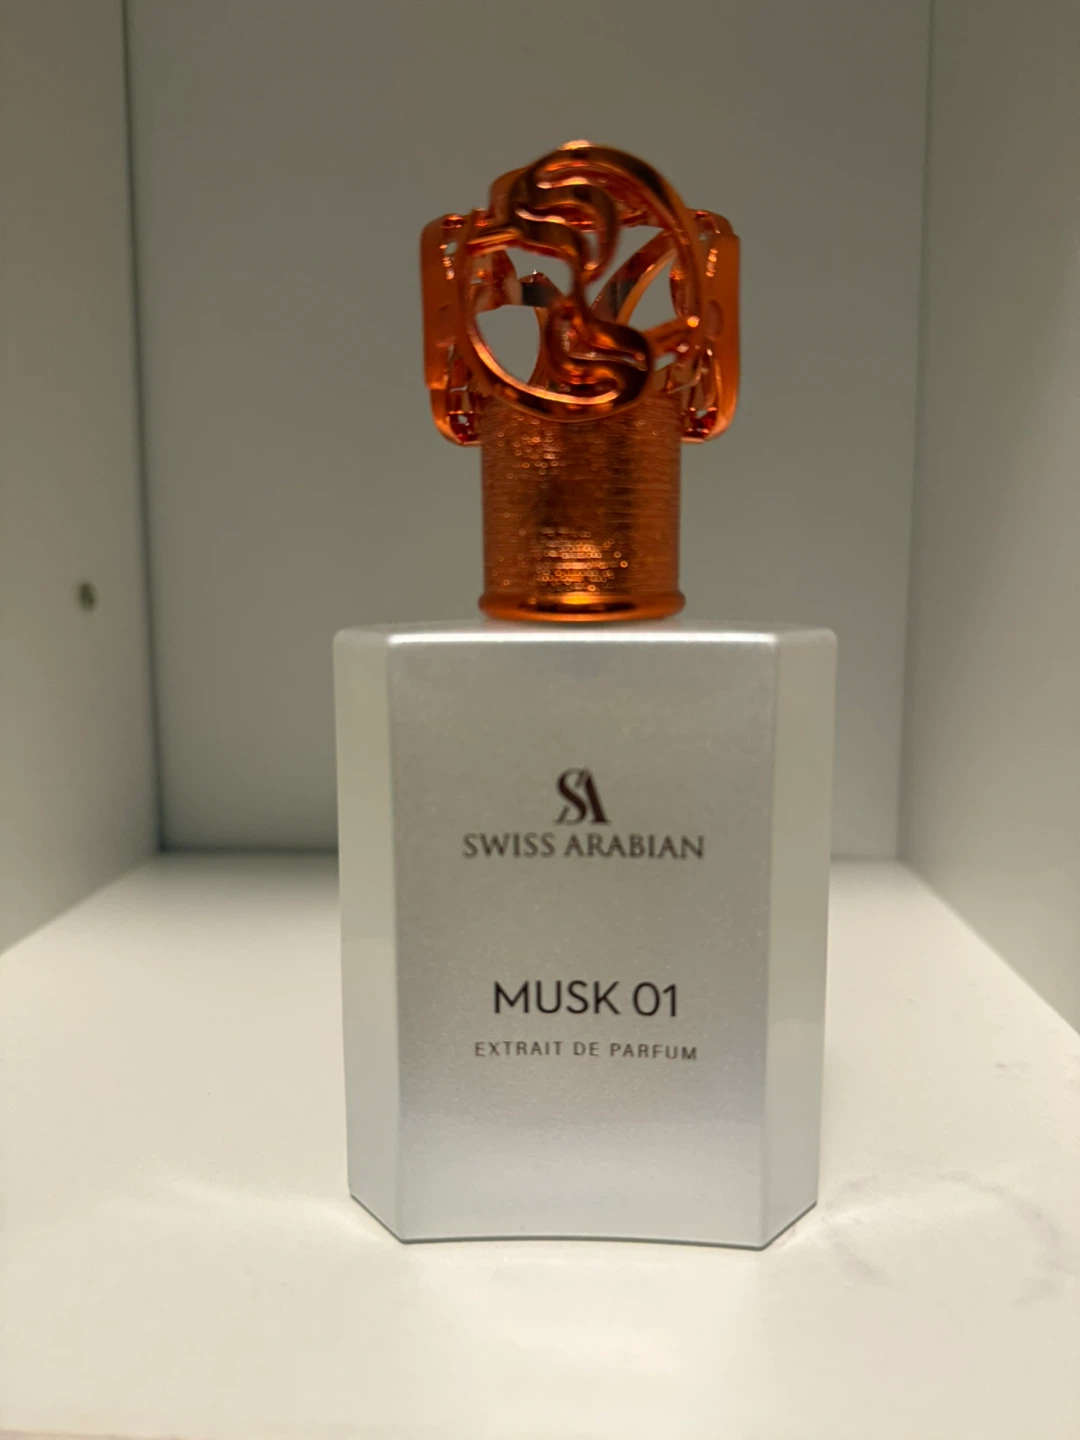 SA
SWISS ARABIAN
MUSK 01
EXTRAIT DE PARFUM